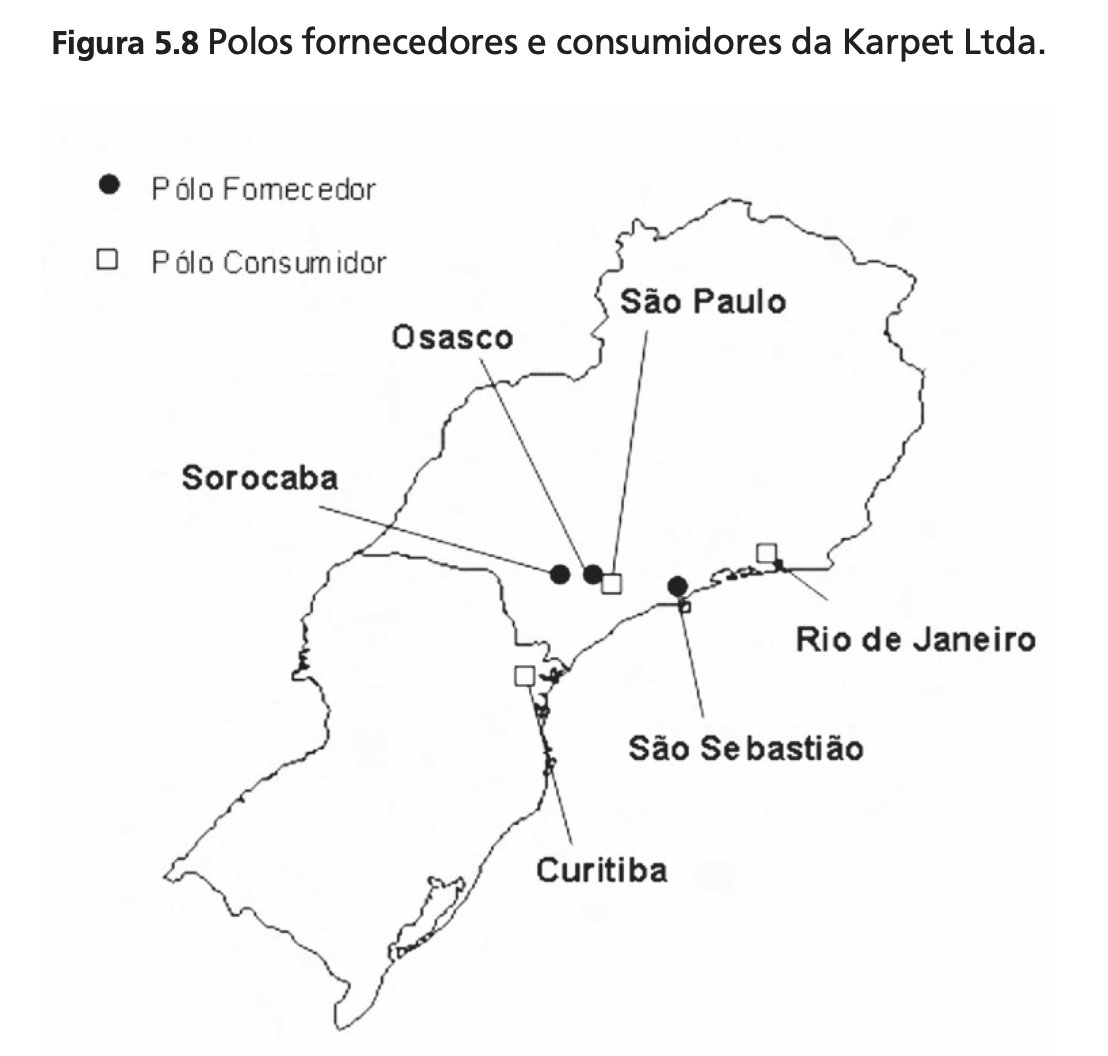 Figura 5.8 Polos fornecedores e consumidores da Karpet Ltda.
Pólo Fornecedor
Pólo Consumidor
São Paulo
Osasco
Sorocaba
Rio de Janeiro
São Sebastião
Curitiba